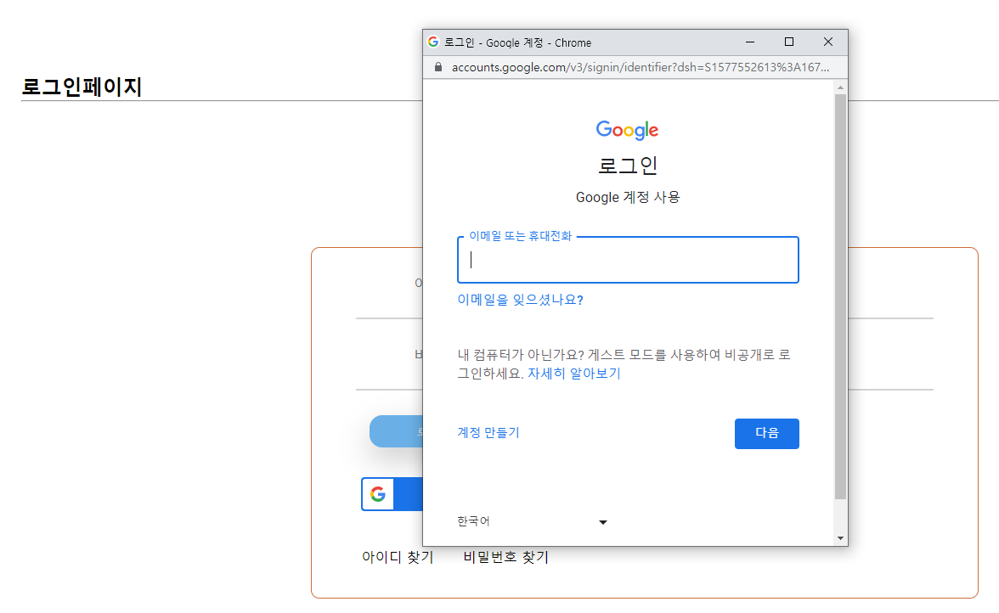 로그인 - Google 계정 - Chrome
accounts.google.com/v3/signin/identifier?dsh=S1577552613%3A167...
로그인페이지
Google
로그인
Google 계정 사용
이메일 또는 휴대전화
이메일을 잊으셨나요?
내 컴퓨터가 아닌가요? 게스트 모드를 사용하여 비공개로 로
그인하세요. 자세히 알아보기
계정 만들기
다음
한국어
아이디 찾기
비밀번호 찾기